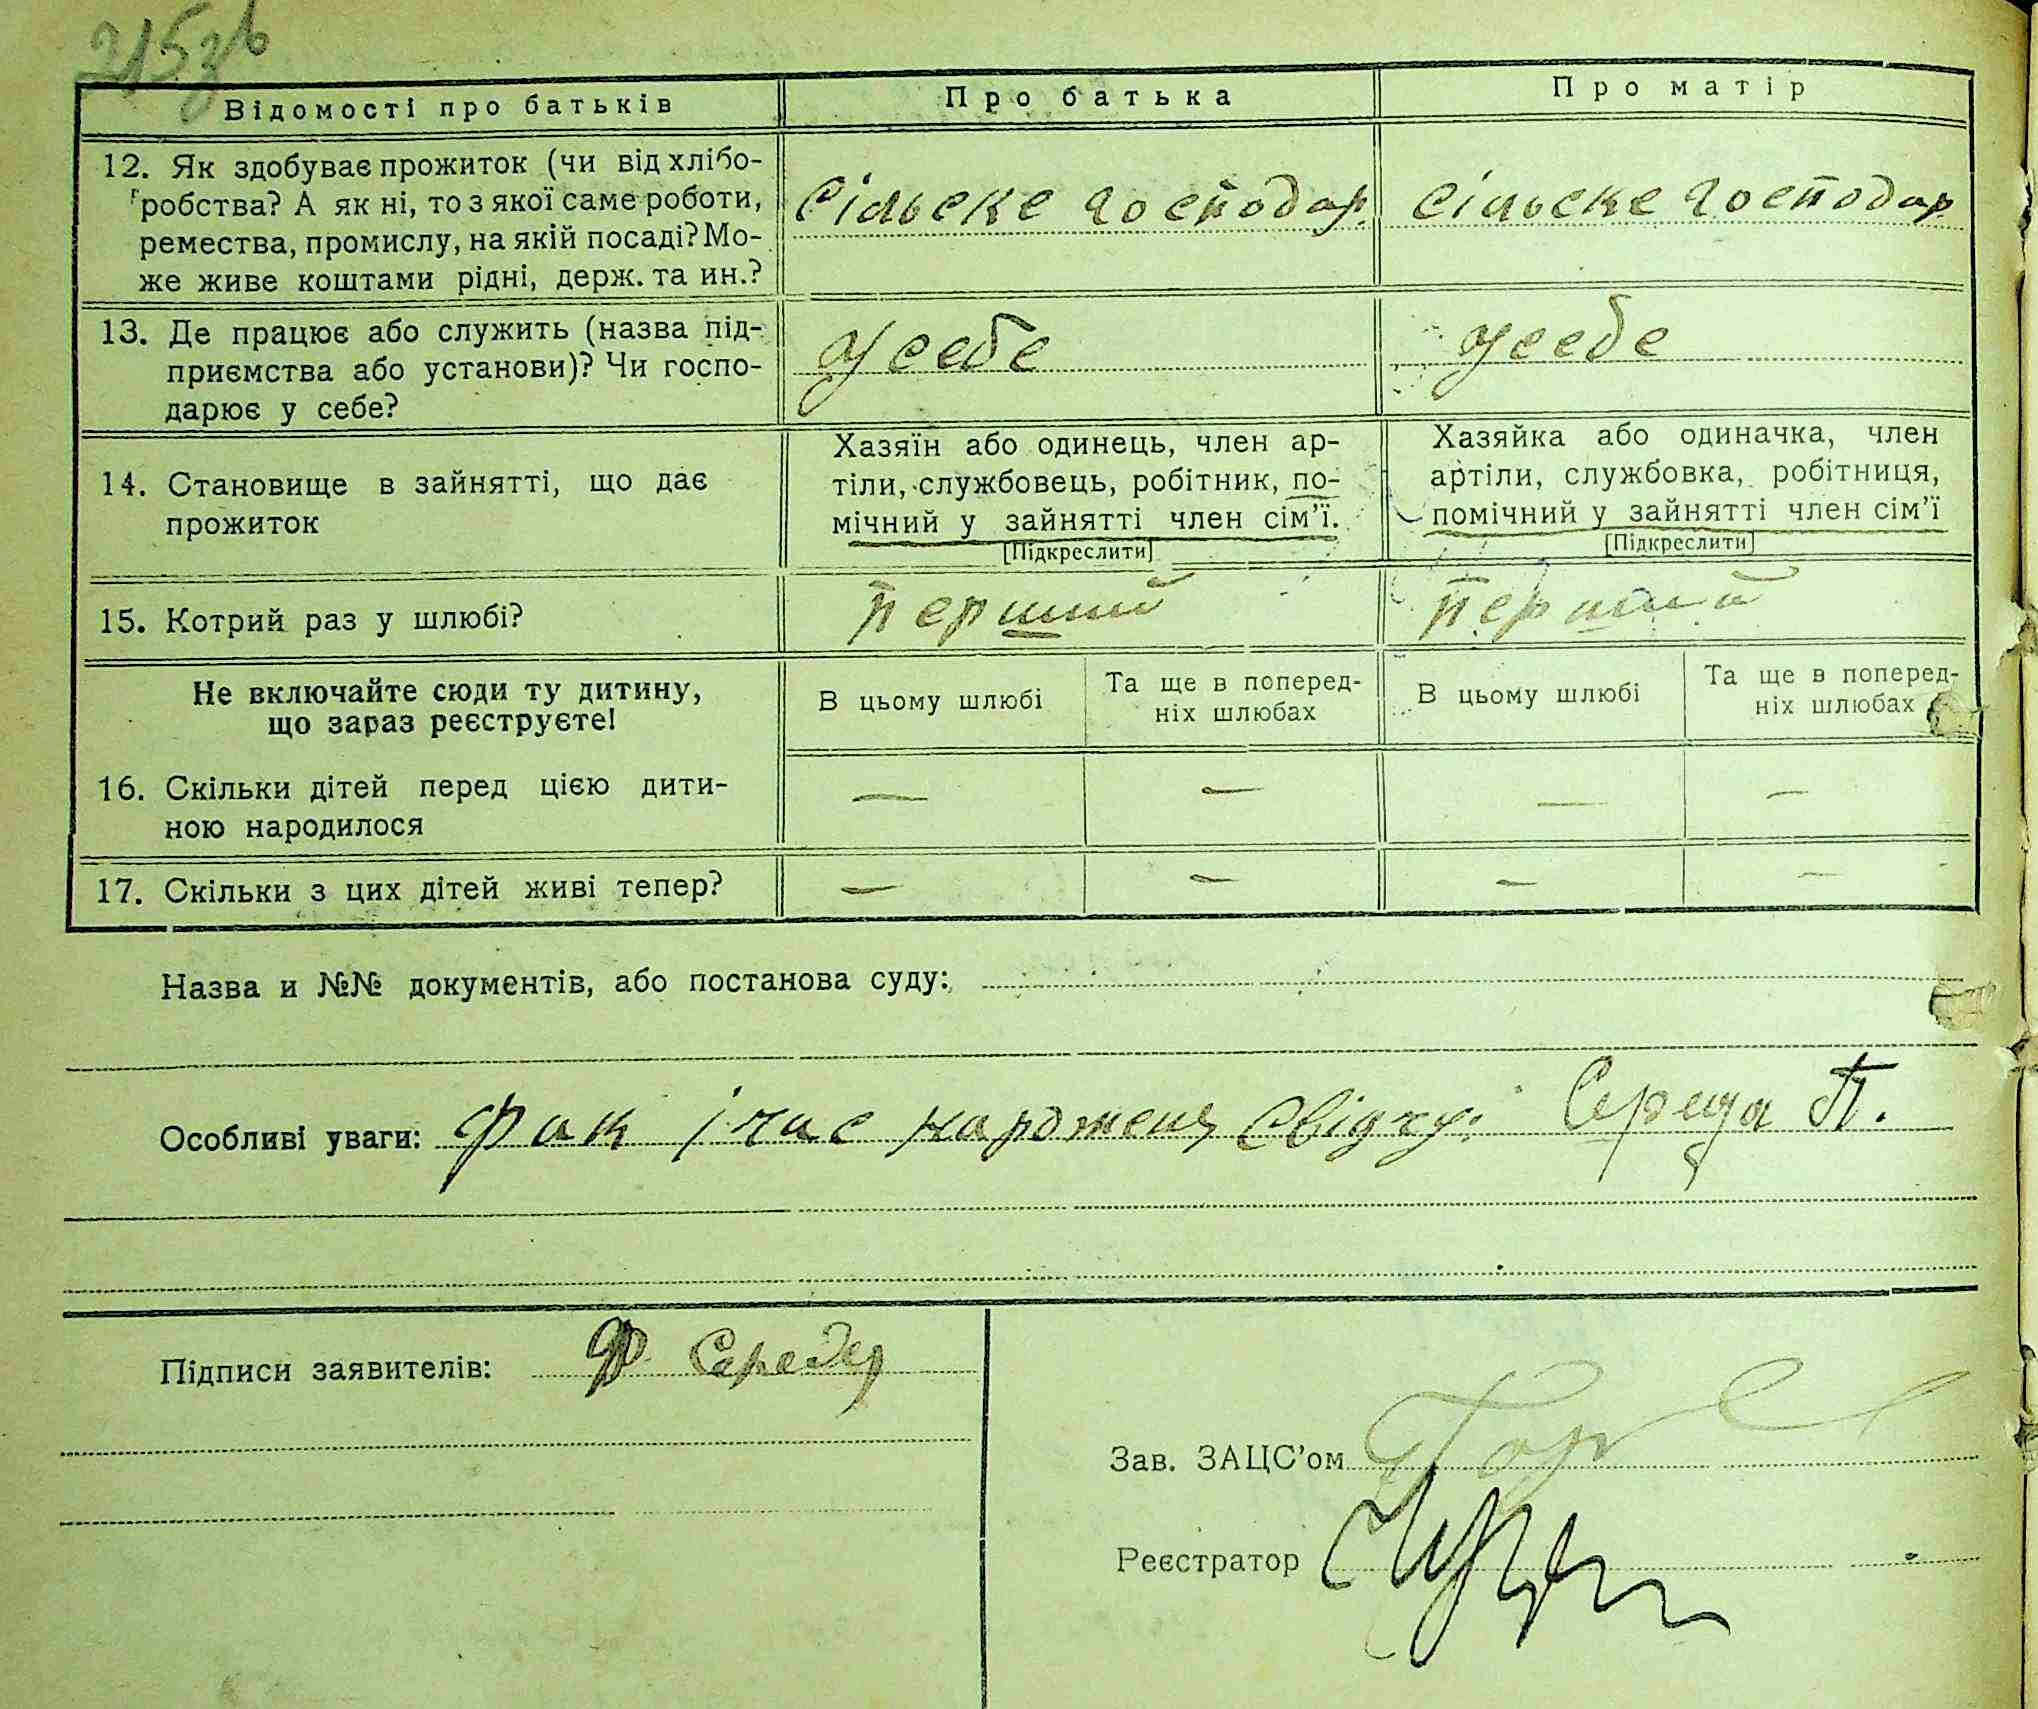 215зв
Відомості про батьків
Про батька
Про матір
12. Як здобуває прожиток (чи від хлібо-
робства? А як ні, то з якої саме роботи,
ремества, промислу, на якій посаді? Мо-
же живе коштами рідні, держ. та ин.?
Сільске господар.
Сільске господар
13. Де працює або служить (назва під-
приємства або установи)? Чи госпо-
дарює у себе?
у себе
у себе
14. Становище в зайнятті, що дає
прожиток
Хазяїн або одинець, член ар-
тіли, службовець, робітник, по-
мічний у зайнятті член сім'ї.
[Підкреслити]
Хазяйка або одиначка, член
артіли, службовка, робітниця,
помічний у зайнятті член сім'ї
[Підкреслити]
15. Котрий раз у шлюбі?
перший
перший
Не включайте сюди ту дитину,
що зараз реєструєте!
В цьому шлюбі
Та ще в поперед-
ніх шлюбах
В цьому шлюбі
Та ще в поперед-
ніх шлюбах
16. Скільки дітей перед цією дити-
ною народилося
— — — —
17. Скільки з цих дітей живі тепер?
— — — —
Назва и №№ документів, або постанова суду:
Особливі уваги: Фак і час народженя свідчу: Середа П.
Підписи заявителів: Ф Середа
Зав. ЗАЦС'ом
Реєстратор